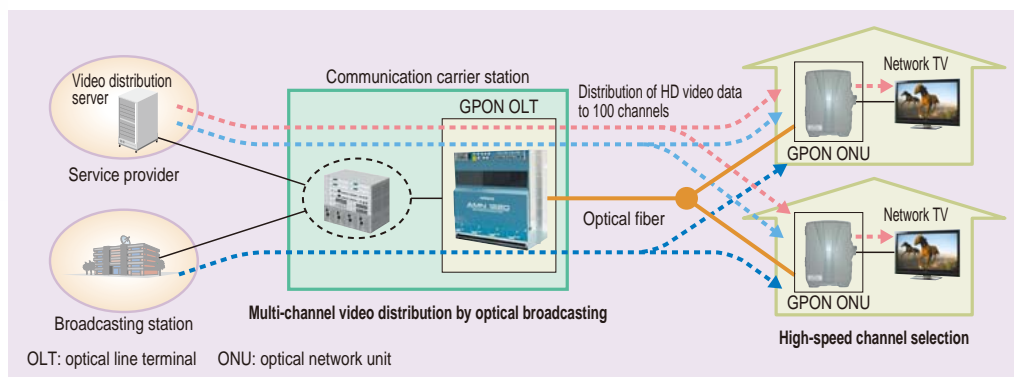 Video distribution
server
Service provider
Broadcasting station
Communication carrier station
GPON OLT
Distribution of HD video data
to 100 channels
Optical fiber
Multi-channel video distribution by optical broadcasting
Network TV
GPON ONU
Network TV
GPON ONU
High-speed channel selection
OLT: optical line terminal ONU: optical network unit